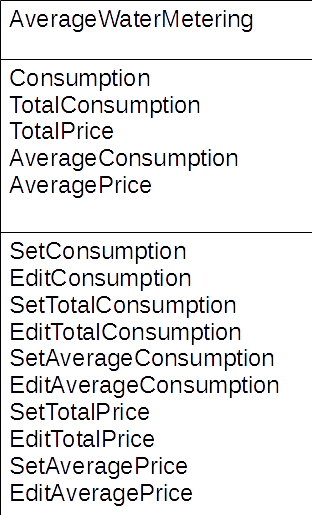 AverageWaterMetering
Consumption
TotalConsumption
TotalPrice
AverageConsumption
AveragePrice
SetConsumption
EditConsumption
SetTotalConsumption
EditTotalConsumption
SetAverageConsumption
EditAverageConsumption
SetTotalPrice
EditTotalPrice
SetAveragePrice
EditAveragePrice